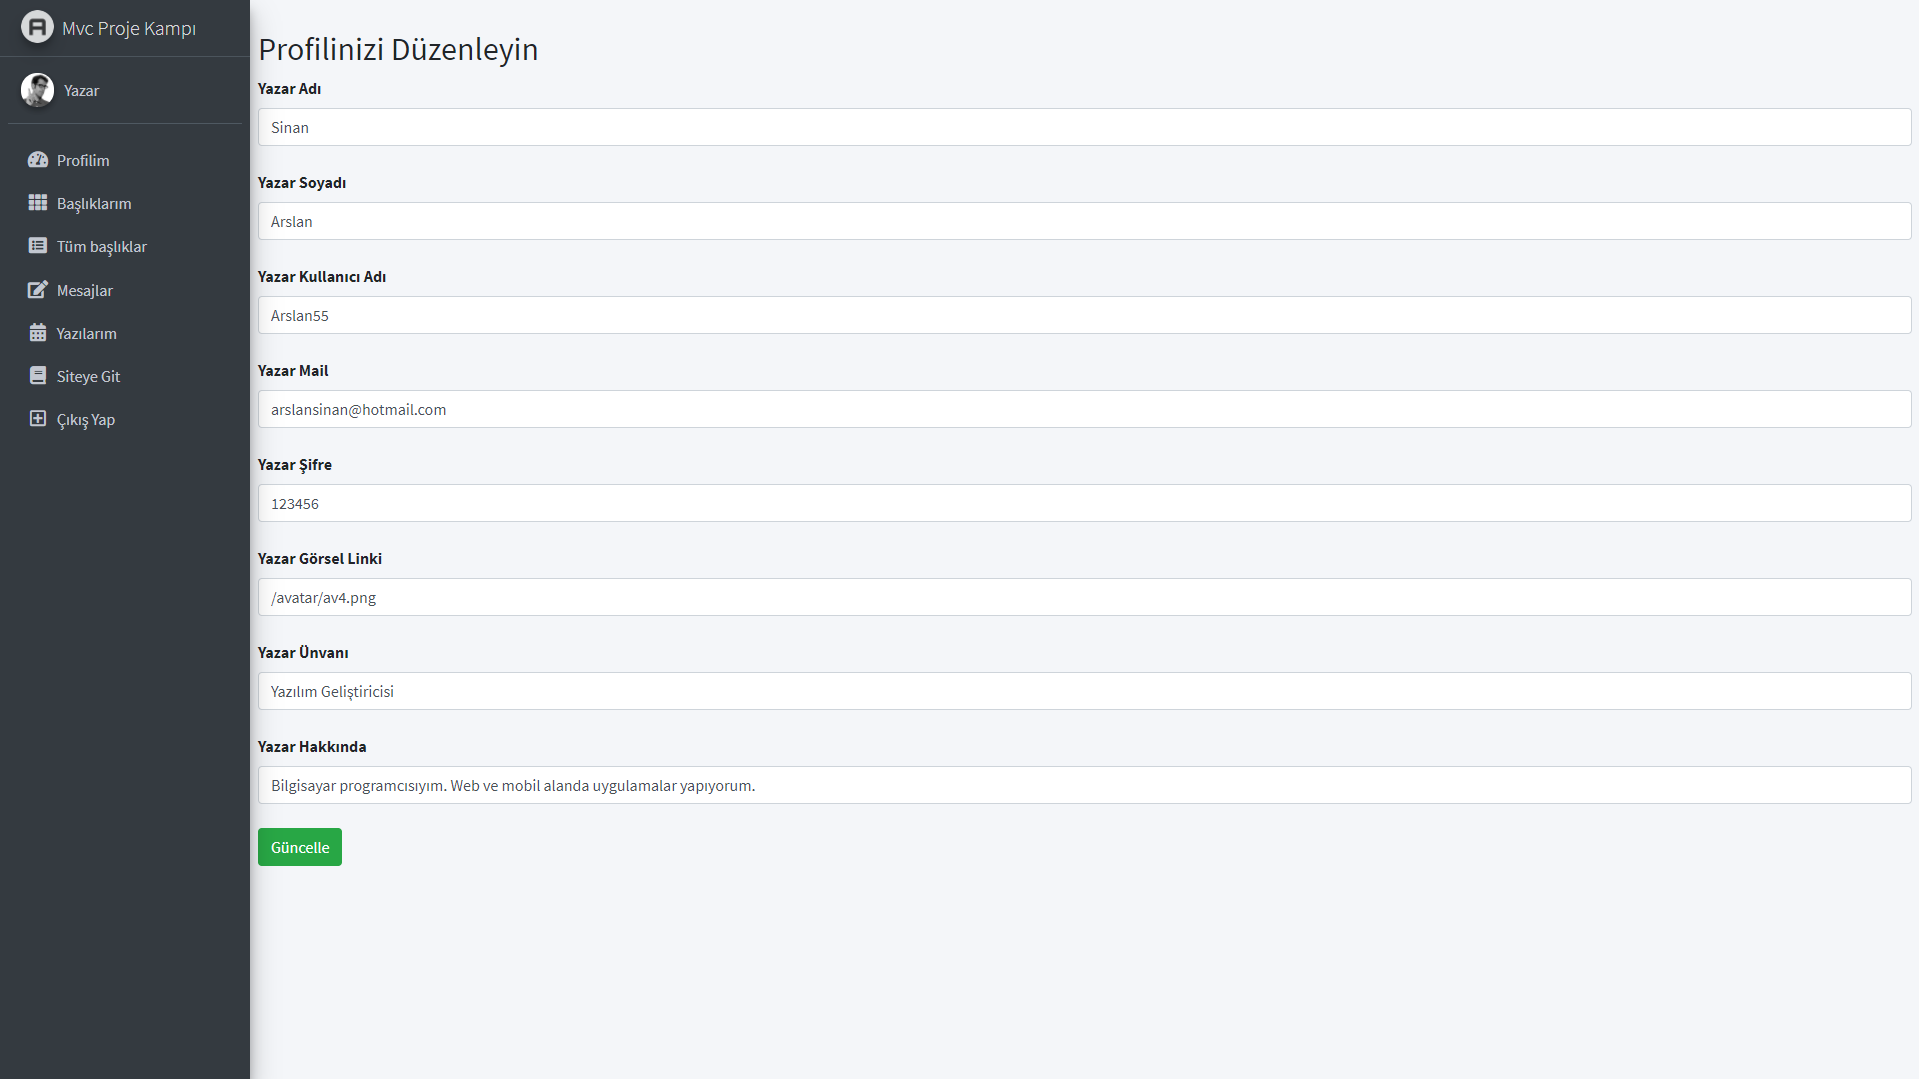 Mvc Proje Kampı
Yazar
Profilim
Başlıklarım
Tüm başlıklar
Mesajlar
Yazılarım
Siteye Git
Çıkış Yap
Profilinizi Düzenleyin
Yazar Adı
Sinan
Yazar Soyadı
Arslan
Yazar Kullanıcı Adı
Arslan55
Yazar Mail
arslansinan@hotmail.com
Yazar Şifre
123456
Yazar Görsel Linki
/avatar/av4.png
Yazar Ünvanı
Yazılım Geliştiricisi
Yazar Hakkında
Bilgisayar programcısıyım. Web ve mobil alanda uygulamalar yapıyorum.
Güncelle